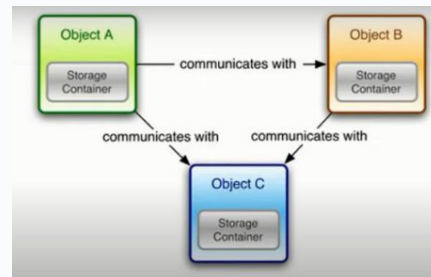 Object A
Storage
Container
communicates with
Object B
Storage
Container
communicates with
communicates with
Object C
Storage
Container